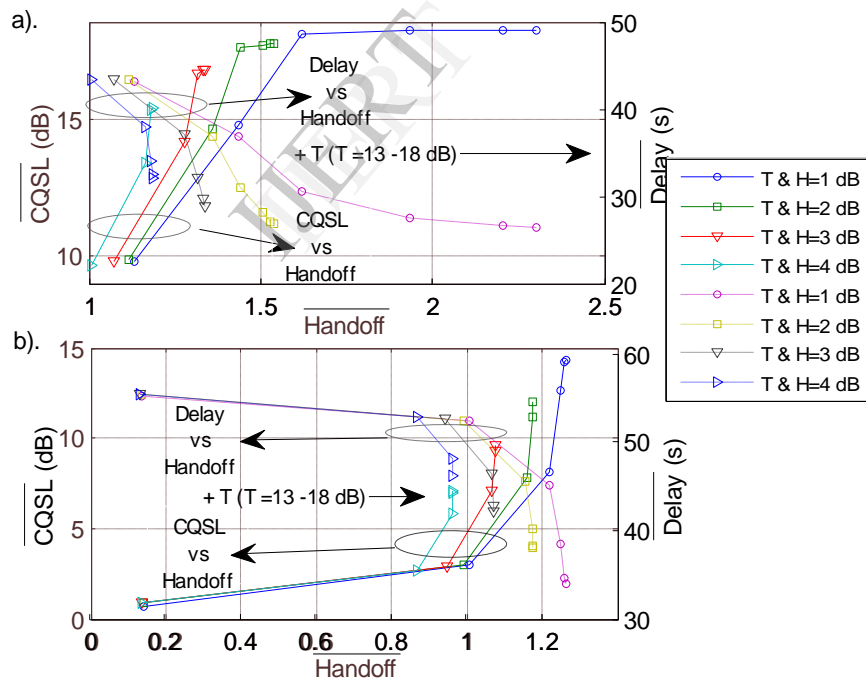 a).
50
Delay
vs
Handoff
40
15
+ T (T =13 -18 dB)
30
CQSL
vs
Handoff
10
20
1
1.5
2
2.5
CQSL (dB)
Delay (s)
Handoff
IJERT
T & H=1 dB
T & H=2 dB
T & H=3 dB
T & H=4 dB
T & H=1 dB
T & H=2 dB
T & H=3 dB
T & H=4 dB
b).
15
60
Delay
vs
Handoff
10
50
+ T (T =13 -18 dB)
5
40
CQSL
vs
Handoff
0
30
0
0.2
0.4
0.6
0.8
1
1.2
CQSL (dB)
Delay (s)
Handoff